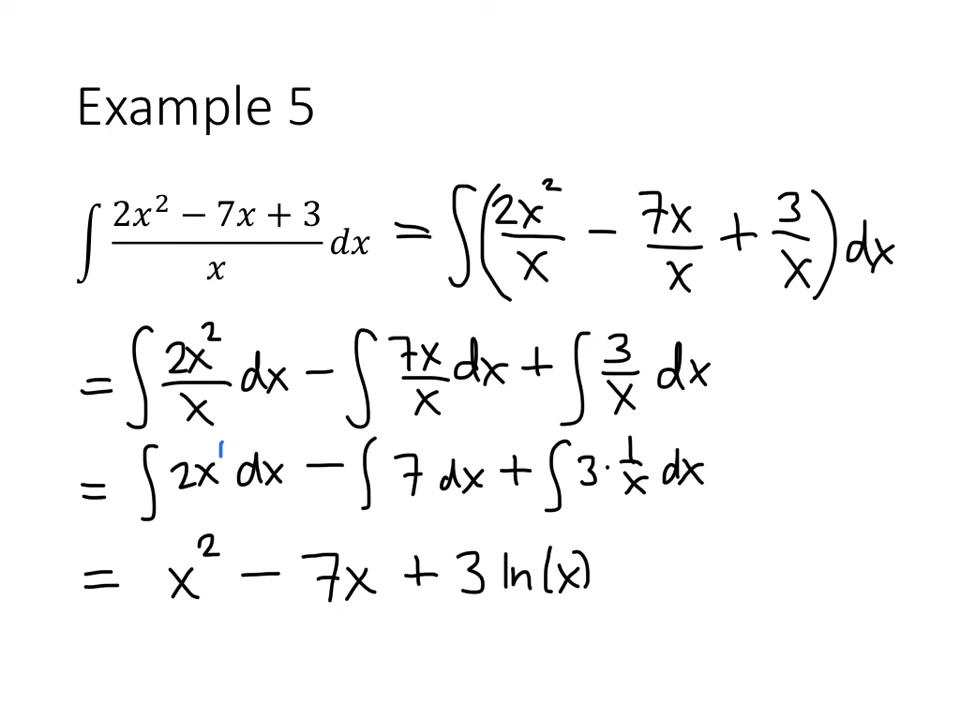 Example 5
∫ (2x² − 7x + 3)/x dx = ∫(2x²/x − 7x/x + 3/x) dx
= ∫ 2x²/x dx − ∫ 7x/x dx + ∫ 3/x dx
= ∫ 2x¹ dx − ∫ 7 dx + ∫ 3 · 1/x dx
= x² − 7x + 3 ln(x)